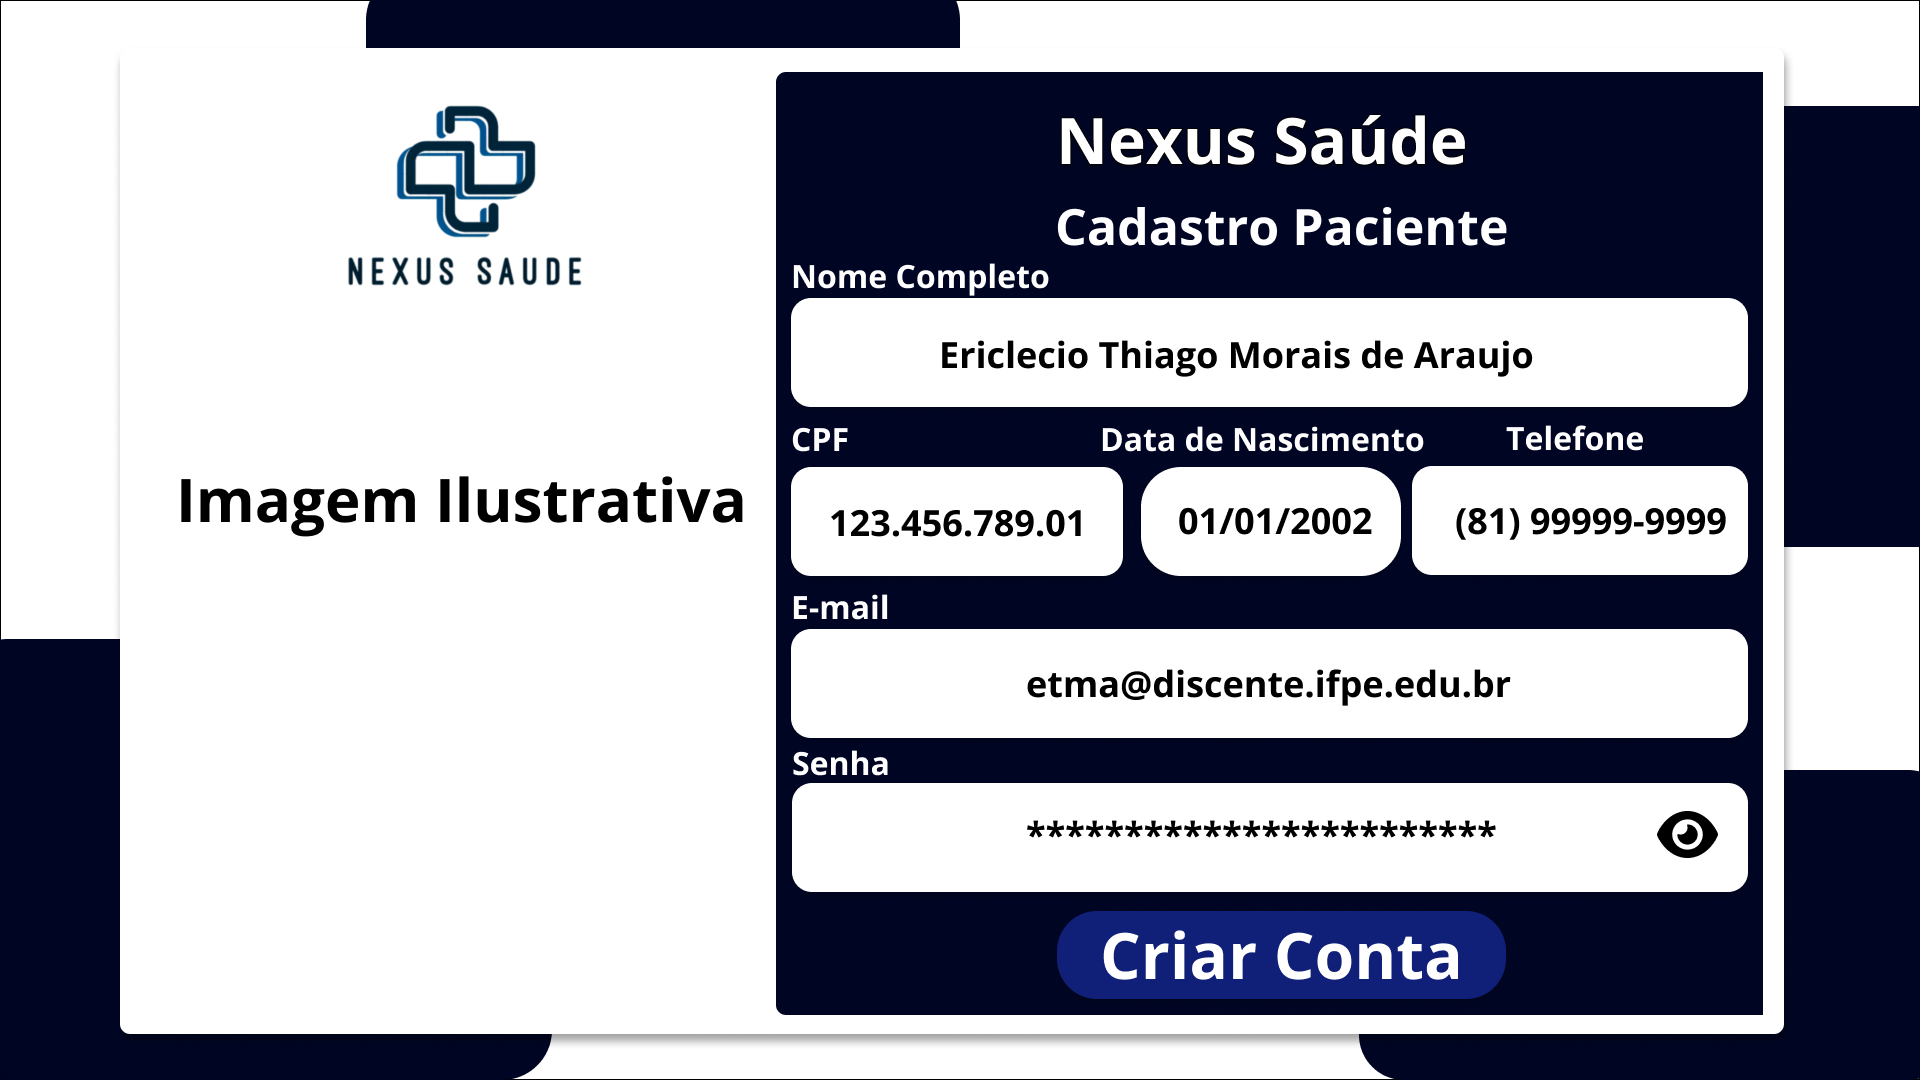 NEXUS SAUDE
Imagem Ilustrativa
Nexus Saúde
Cadastro Paciente
Nome Completo
Ericlecio Thiago Morais de Araujo
CPF Data de Nascimento Telefone
123.456.789.01 01/01/2002 (81) 99999-9999
E-mail
etma@discente.ifpe.edu.br
Senha
************************
Criar Conta